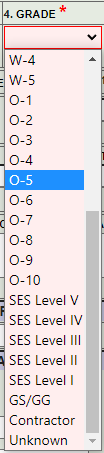 4. GRADE *
W-4
W-5
O-1
O-2
O-3
O-4
O-5
O-6
O-7
O-8
O-9
O-10
SES Level V
SES Level IV
SES Level III
SES Level II
SES Level I
GS/GG
Contractor
Unknown